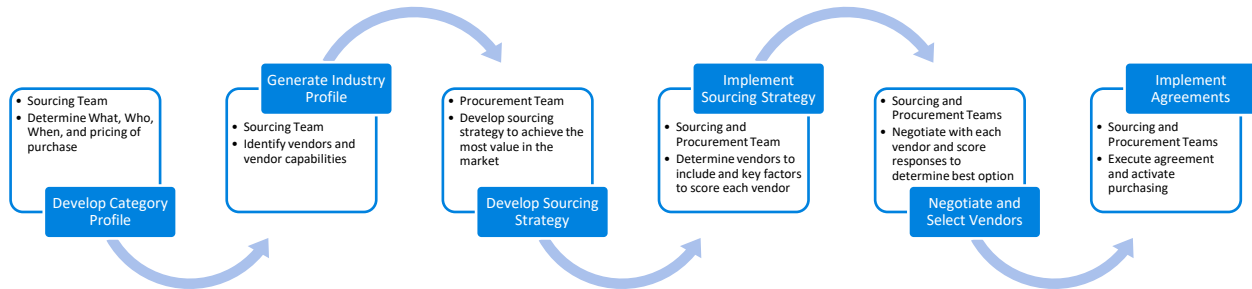 • Sourcing Team
• Determine What, Who,
When, and pricing of
purchase
Develop Category
Profile
Generate Industry
Profile
• Sourcing Team
• Identify vendors and
vendor capabilities
• Procurement Team
• Develop sourcing
strategy to achieve the
most value in the
market
Develop Sourcing
Strategy
Implement
Sourcing Strategy
• Sourcing and
Procurement Team
• Determine vendors to
include and key factors
to score each vendor
• Sourcing and
Procurement Teams
• Negotiate with each
vendor and score
responses to
determine best option
Negotiate and
Select Vendors
Implement
Agreements
• Sourcing and
Procurement Teams
• Execute agreement
and activate
purchasing